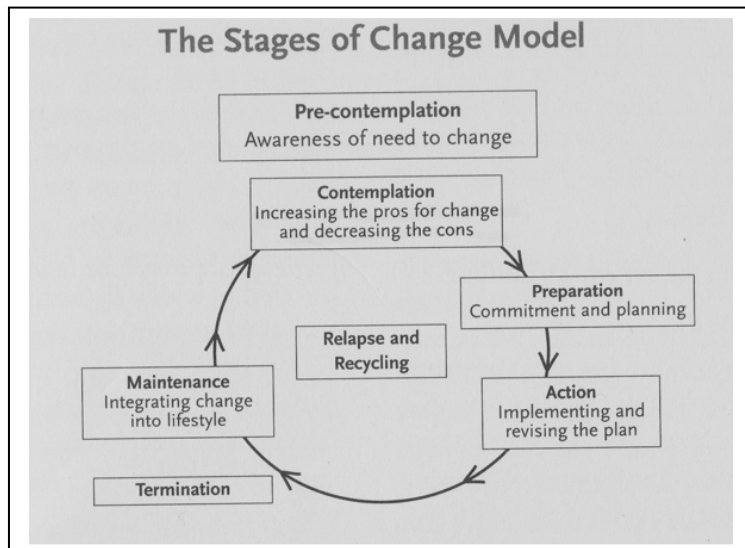 The Stages of Change Model
Pre-contemplation
Awareness of need to change
Contemplation
Increasing the pros for change
and decreasing the cons
Preparation
Commitment and planning
Relapse and
Recycling
Maintenance
Integrating change
into lifestyle
Action
Implementing and
revising the plan
Termination